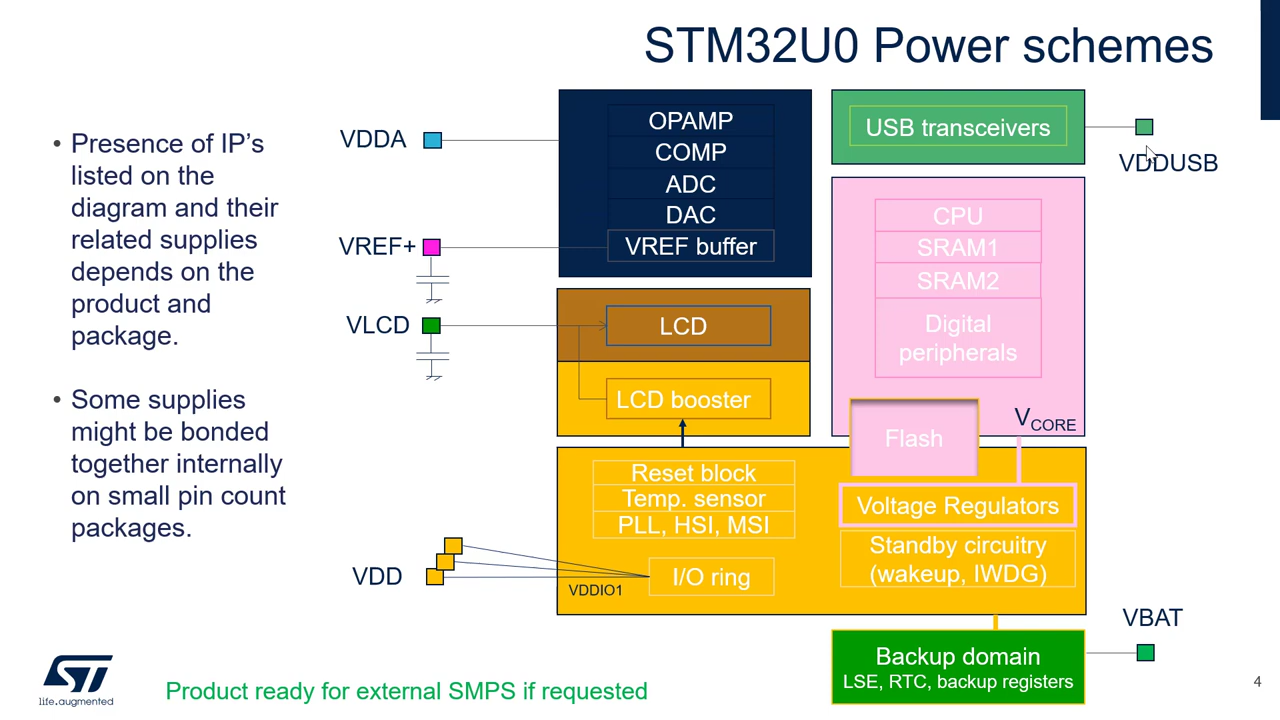 STM32U0 Power schemes
• Presence of IP’s
listed on the
diagram and their
related supplies
depends on the
product and
package.
• Some supplies
might be bonded
together internally
on small pin count
packages.
VDDA
VREF+
VLCD
VDD
OPAMP
COMP
ADC
DAC
VREF buffer
LCD
LCD booster
Reset block
Temp. sensor
PLL, HSI, MSI
I/O ring
VDDIO1
USB transceivers
VDDUSB
CPU
SRAM1
SRAM2
Digital
peripherals
Flash
VCORE
Voltage Regulators
Standby circuitry
(wakeup, IWDG)
VBAT
Backup domain
LSE, RTC, backup registers
ST
life.augmented
Product ready for external SMPS if requested
4